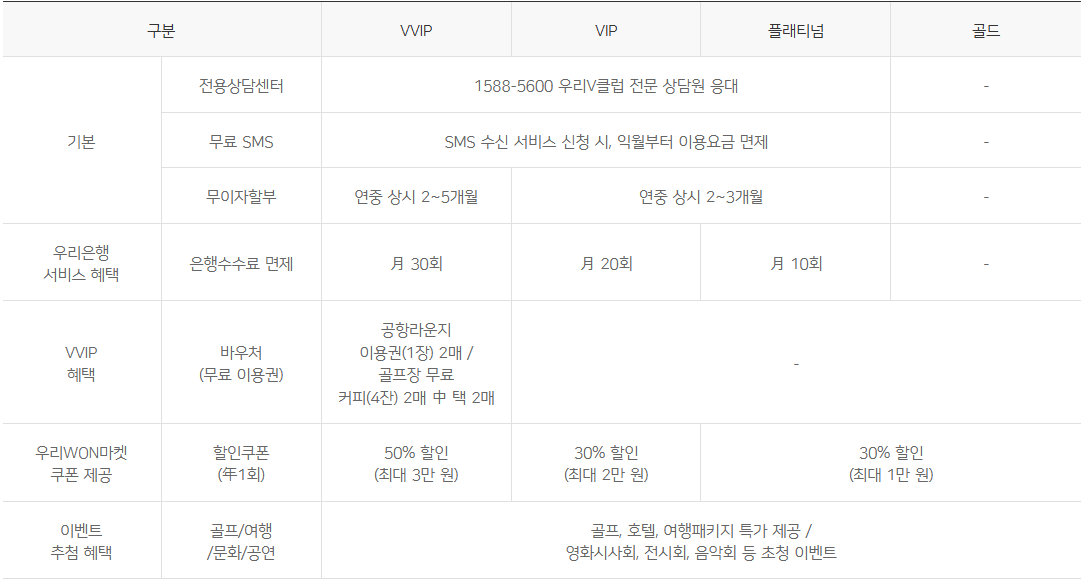 구분 VVIP VIP 플래티넘 골드
기본
전용상담센터 1588-5600 우리V클럽 전문 상담원 응대 -
무료 SMS SMS 수신 서비스 신청 시, 익월부터 이용요금 면제 -
무이자할부 연중 상시 2~5개월 연중 상시 2~3개월 -
우리은행
서비스 혜택
은행수수료 면제 月 30회 月 20회 月 10회 -
VVIP
혜택
바우처
(무료 이용권)
공항라운지
이용권(1장) 2매 /
골프장 무료
커피(4잔) 2매 中 택 2매
-
우리WON마켓
쿠폰 제공
할인쿠폰
(年1회)
50% 할인
(최대 3만 원)
30% 할인
(최대 2만 원)
30% 할인
(최대 1만 원)
이벤트
추첨 혜택
골프/여행
/문화/공연
골프, 호텔, 여행패키지 특가 제공 /
영화시사회, 전시회, 음악회 등 초청 이벤트